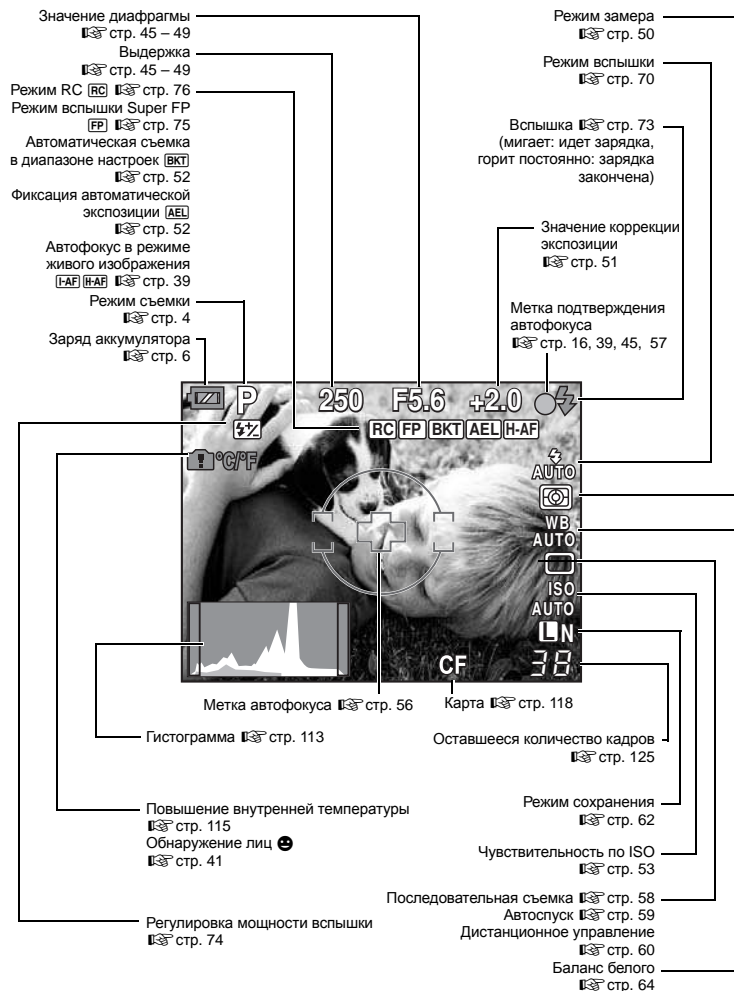 Значение диафрагмы
☞ стр. 45 – 49
Выдержка
☞ стр. 45 – 49
Режим RC RC ☞ стр. 76
Режим вспышки Super FP
FP ☞ стр. 75
Автоматическая съемка
в диапазоне настроек BKT
☞ стр. 52
Фиксация автоматической
экспозиции AEL
☞ стр. 52
Автофокус в режиме
живого изображения
I-AF H-AF ☞ стр. 39
Режим съемки
☞ стр. 4
Заряд аккумулятора
☞ стр. 6
Режим замера
☞ стр. 50
Режим вспышки
☞ стр. 70
Вспышка ☞ стр. 73
(мигает: идет зарядка,
горит постоянно: зарядка
закончена)
Значение коррекции
экспозиции
☞ стр. 51
Метка подтверждения
автофокуса
☞ стр. 16, 39, 45, 57
P 250 F5.6 +2.0
RC FP BKT AEL H-AF
°C/°F
AUTO
WB
AUTO
ISO
AUTO
L N
38
CF
Метка автофокуса ☞ стр. 56
Карта ☞ стр. 118
Гистограмма ☞ стр. 113
Оставшееся количество кадров
☞ стр. 125
Повышение внутренней температуры
☞ стр. 115
Обнаружение лиц
☞ стр. 41
Режим сохранения
☞ стр. 62
Чувствительность по ISO
☞ стр. 53
Последовательная съемка ☞ стр. 58
Автоспуск ☞ стр. 59
Дистанционное управление
☞ стр. 60
Регулировка мощности вспышки
☞ стр. 74
Баланс белого
☞ стр. 64